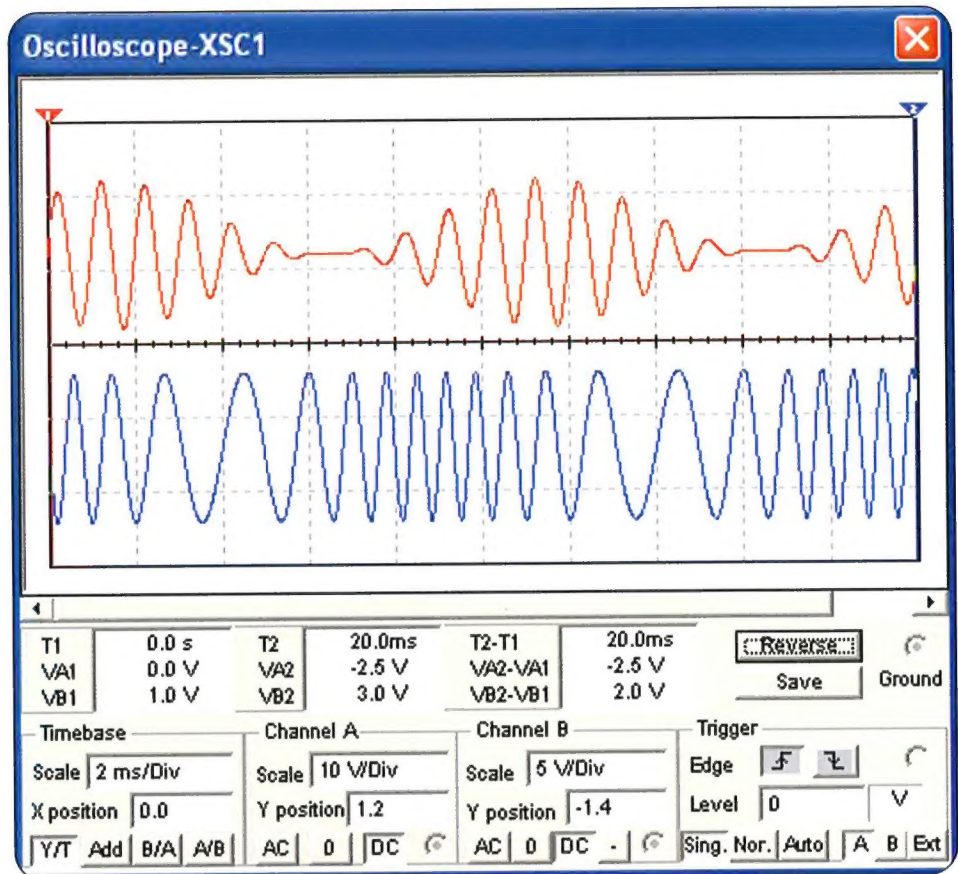 Oscilloscope-XSC1
1 2
T1 0.0 s T2 20.0ms T2-T1 20.0ms Reverse
VA1 0.0 V VA2 -2.5 V VA2-VA1 -2.5 V
VB1 1.0 V VB2 3.0 V VB2-VB1 2.0 V Save Ground
Timebase Channel A Channel B Trigger
Scale 2 ms/Div Scale 10 V/Div Scale 5 V/Div Edge
X position 0.0 Y position 1.2 Y position -1.4 Level 0 V
Y/T Add B/A A/B AC 0 DC AC 0 DC - Sing. Nor. Auto A B Ext